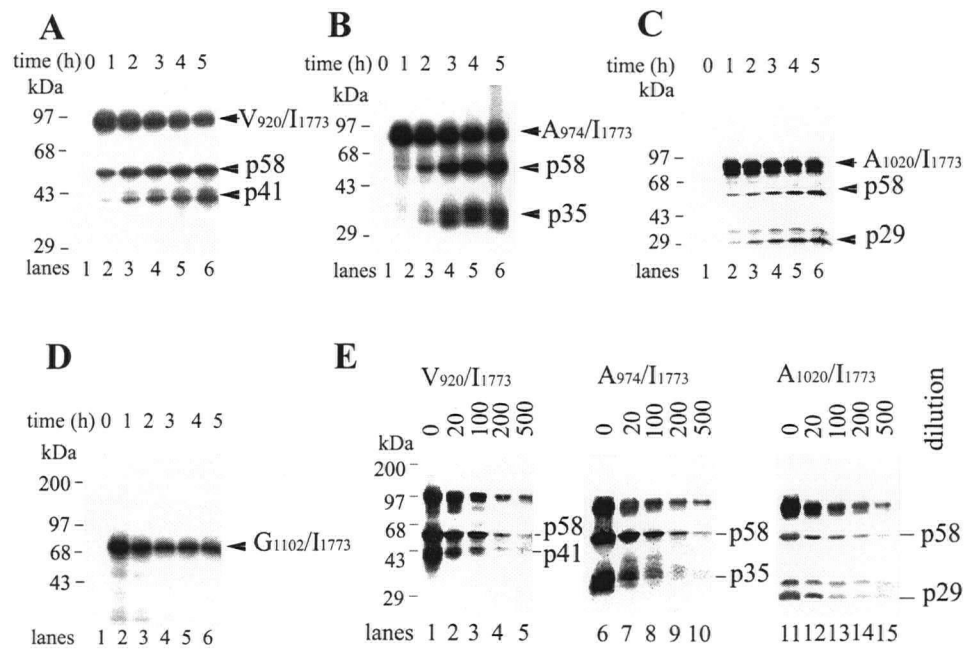 A
time (h) 0 1 2 3 4 5
kDa
97 -
68 -
43 -
29 -
V920/I1773
p58
p41
lanes 1 2 3 4 5 6
B
time (h) 0 1 2 3 4 5
kDa
97 -
68 -
43 -
29 -
A974/I1773
p58
p35
lanes 1 2 3 4 5 6
C
time (h) 0 1 2 3 4 5
kDa
97 -
68 -
43 -
29 -
A1020/I1773
p58
p29
lanes 1 2 3 4 5 6
D
time (h) 0 1 2 3 4 5
kDa
200 -
97 -
68 -
43 -
G1102/I1773
lanes 1 2 3 4 5 6
E
V920/I1773 A974/I1773 A1020/I1773
0 20 100 200 500 0 20 100 200 500 0 20 100 200 500 dilution
kDa
200 -
97 -
68 -
43 -
29 -
p58
p41
p58
p35
p58
p29
lanes 1 2 3 4 5 6 7 8 9 10 11 12 13 14 15